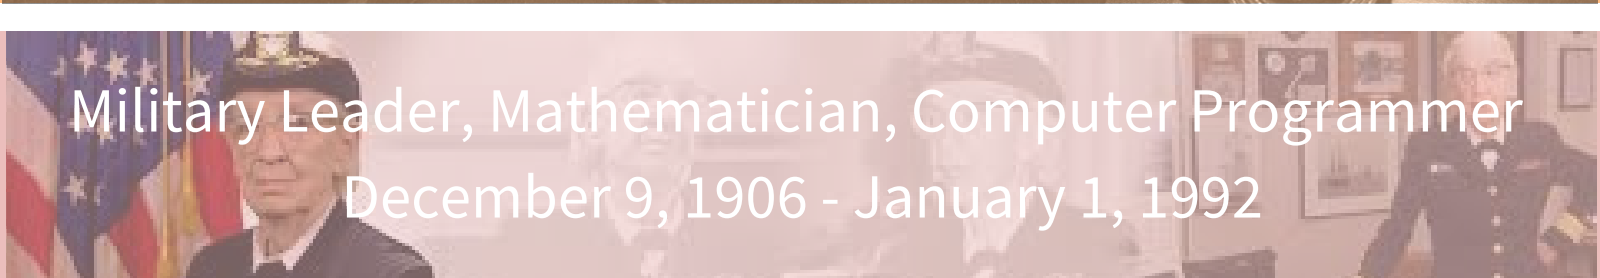 Military Leader, Mathematician, Computer Programmer
December 9, 1906 - January 1, 1992